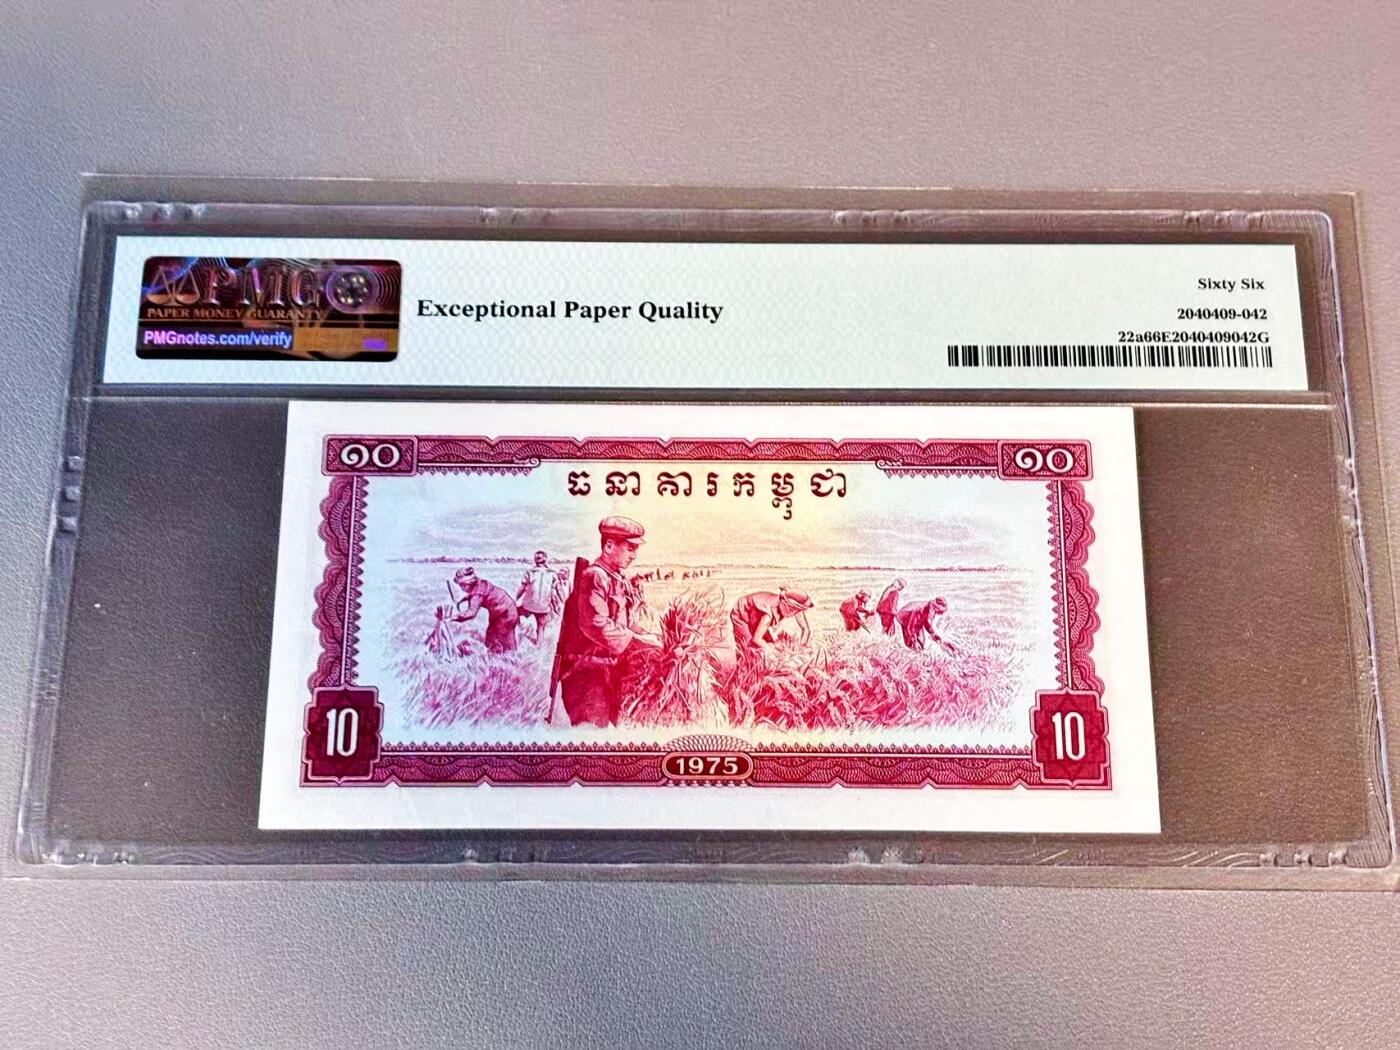 PMG
PAPER MONEY GUARANTY
PMGnotes.com/verify
Exceptional Paper Quality
Sixty Six
2040409-042
22a66E2040409042G
១០
១០
ធនាគារកម្ពុជា
10
10
1975